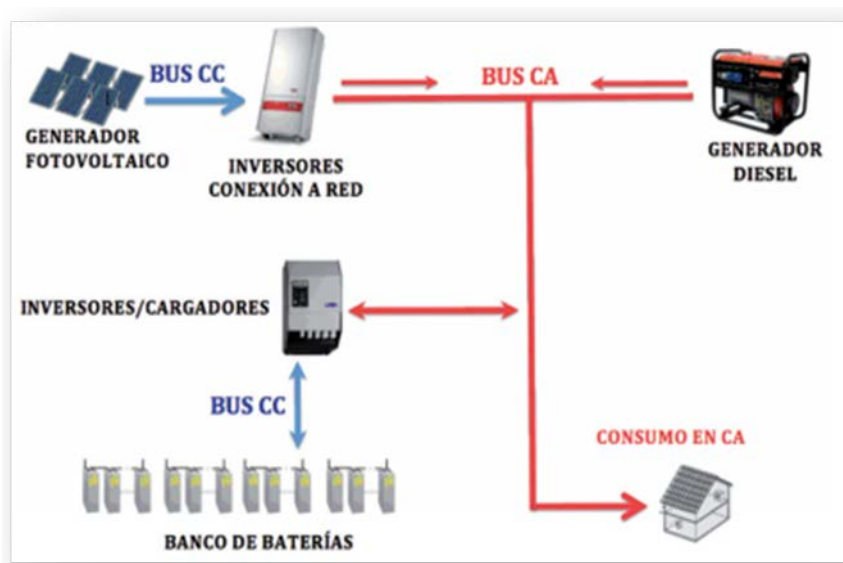 BUS CC
BUS CA
GENERADOR
FOTOVOLTAICO
INVERSORES
CONEXIÓN A RED
GENERADOR
DIESEL
INVERSORES/CARGADORES
BUS CC
CONSUMO EN CA
BANCO DE BATERÍAS